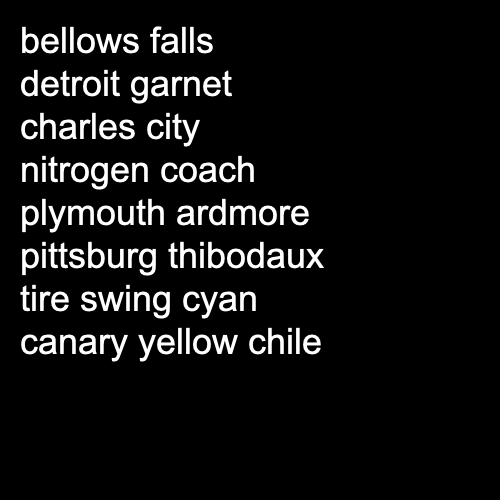 bellows falls
detroit garnet
charles city
nitrogen coach
plymouth ardmore
pittsburg thibodaux
tire swing cyan
canary yellow chile